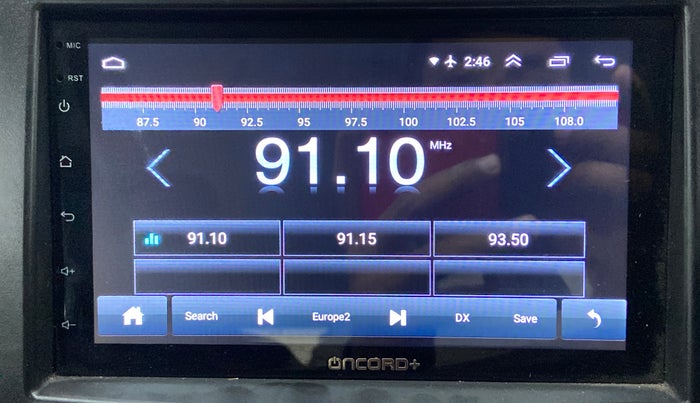 MIC
2:46
RST
87.5 90 92.5 95 97.5 100 102.5 105 108.0
91.10 MHz
91.10 91.15 93.50
Search Europe2 DX Save
ONCORD+